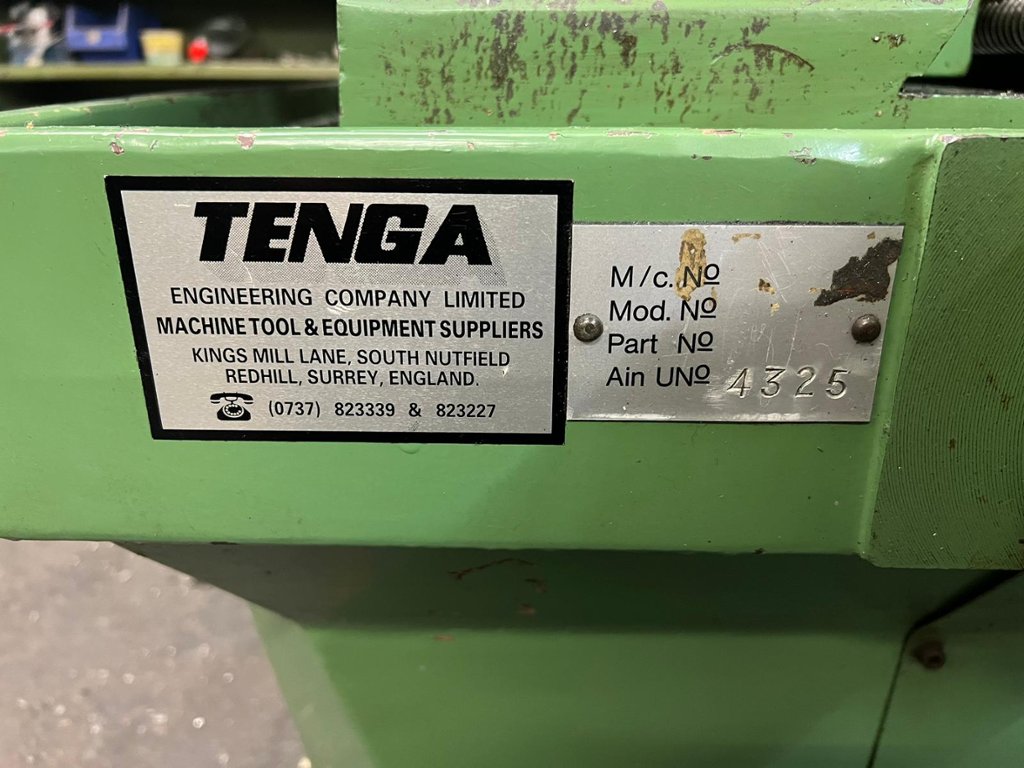 TENGA
ENGINEERING COMPANY LIMITED
MACHINE TOOL & EQUIPMENT SUPPLIERS
KINGS MILL LANE, SOUTH NUTFIELD
REDHILL, SURREY, ENGLAND.
(0737) 823339 & 823227
M/c. Nº
Mod. Nº
Part Nº
Ain UNº 4325